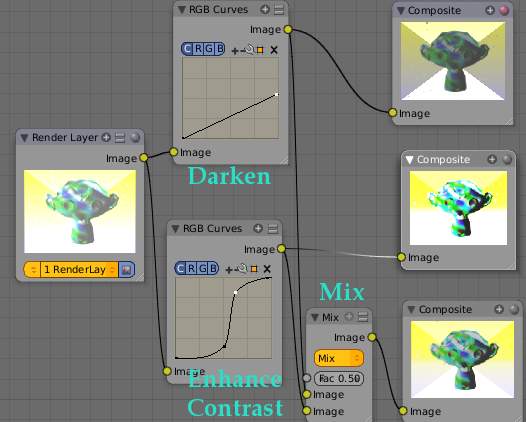 RGB Curves
Image
C R G B
Image
Darken
Composite
Image
Render Layer
Image
1 RenderLay
RGB Curves
Image
C R G B
Image
Enhance
Contrast
Composite
Image
Mix
Mix
Image
Mix
Fac 0.50
Image
Image
Composite
Image